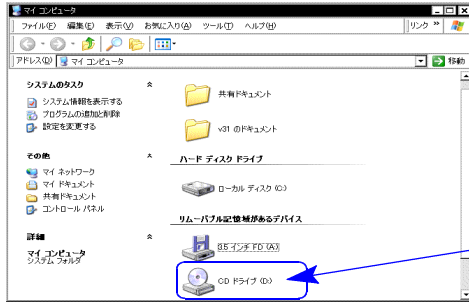 マイ コンピュータ
ファイル(F) 編集(E) 表示(V) お気に入り(A) ツール(T) ヘルプ(H) リンク »
アドレス(D) マイ コンピュータ 移動
システムのタスク
システム情報を表示する
プログラムの追加と削除
設定を変更する
その他
マイ ネットワーク
マイ ドキュメント
共有ドキュメント
コントロール パネル
詳細
マイ コンピュータ
システム フォルダ
共有ドキュメント
v31 のドキュメント
ハード ディスク ドライブ
ローカル ディスク (C:)
リムーバブル記憶域があるデバイス
3.5 インチ FD (A:)
CD ドライブ (D:)